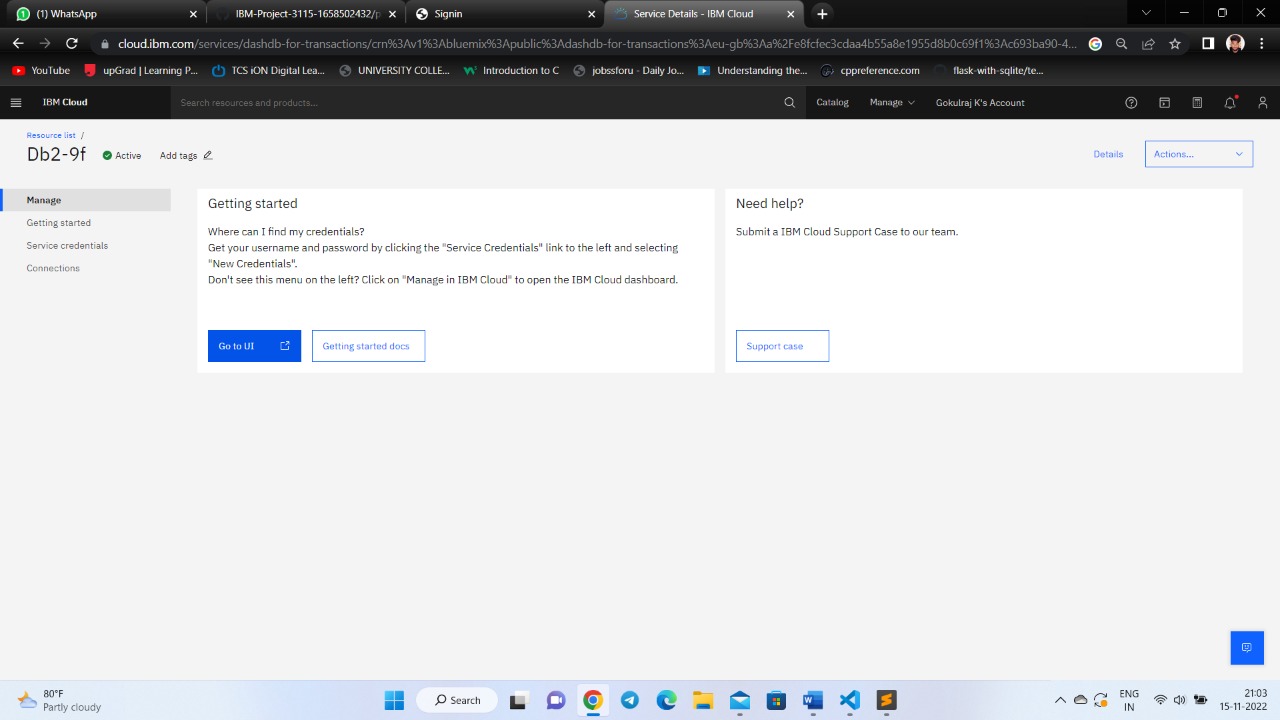 (1) WhatsApp
IBM-Project-3115-1658502432/p
Signin
Service Details - IBM Cloud
cloud.ibm.com/services/dashdb-for-transactions/crn%3Av1%3Abluemix%3Apublic%3Adashdb-for-transactions%3Aeu-gb%3Aa%2Fe8fcfec3cdaa4b55a8e1955d8b0c69f1%3Ac693ba90-4...
YouTube
upGrad | Learning P...
TCS iON Digital Lea...
UNIVERSITY COLLE...
Introduction to C
jobssforu - Daily Jo...
Understanding the...
cppreference.com
flask-with-sqlite/te...
IBM Cloud
Search resources and products...
Catalog
Manage
Gokulraj K's Account
Resource list /
Db2-9f
Active
Add tags
Details
Actions...
Manage
Getting started
Service credentials
Connections
Getting started
Where can I find my credentials?
Get your username and password by clicking the "Service Credentials" link to the left and selecting
"New Credentials".
Don't see this menu on the left? Click on "Manage in IBM Cloud" to open the IBM Cloud dashboard.
Go to UI
Getting started docs
Need help?
Submit a IBM Cloud Support Case to our team.
Support case
80°F
Partly cloudy
Search
ENG
IN
21:03
15-11-2022